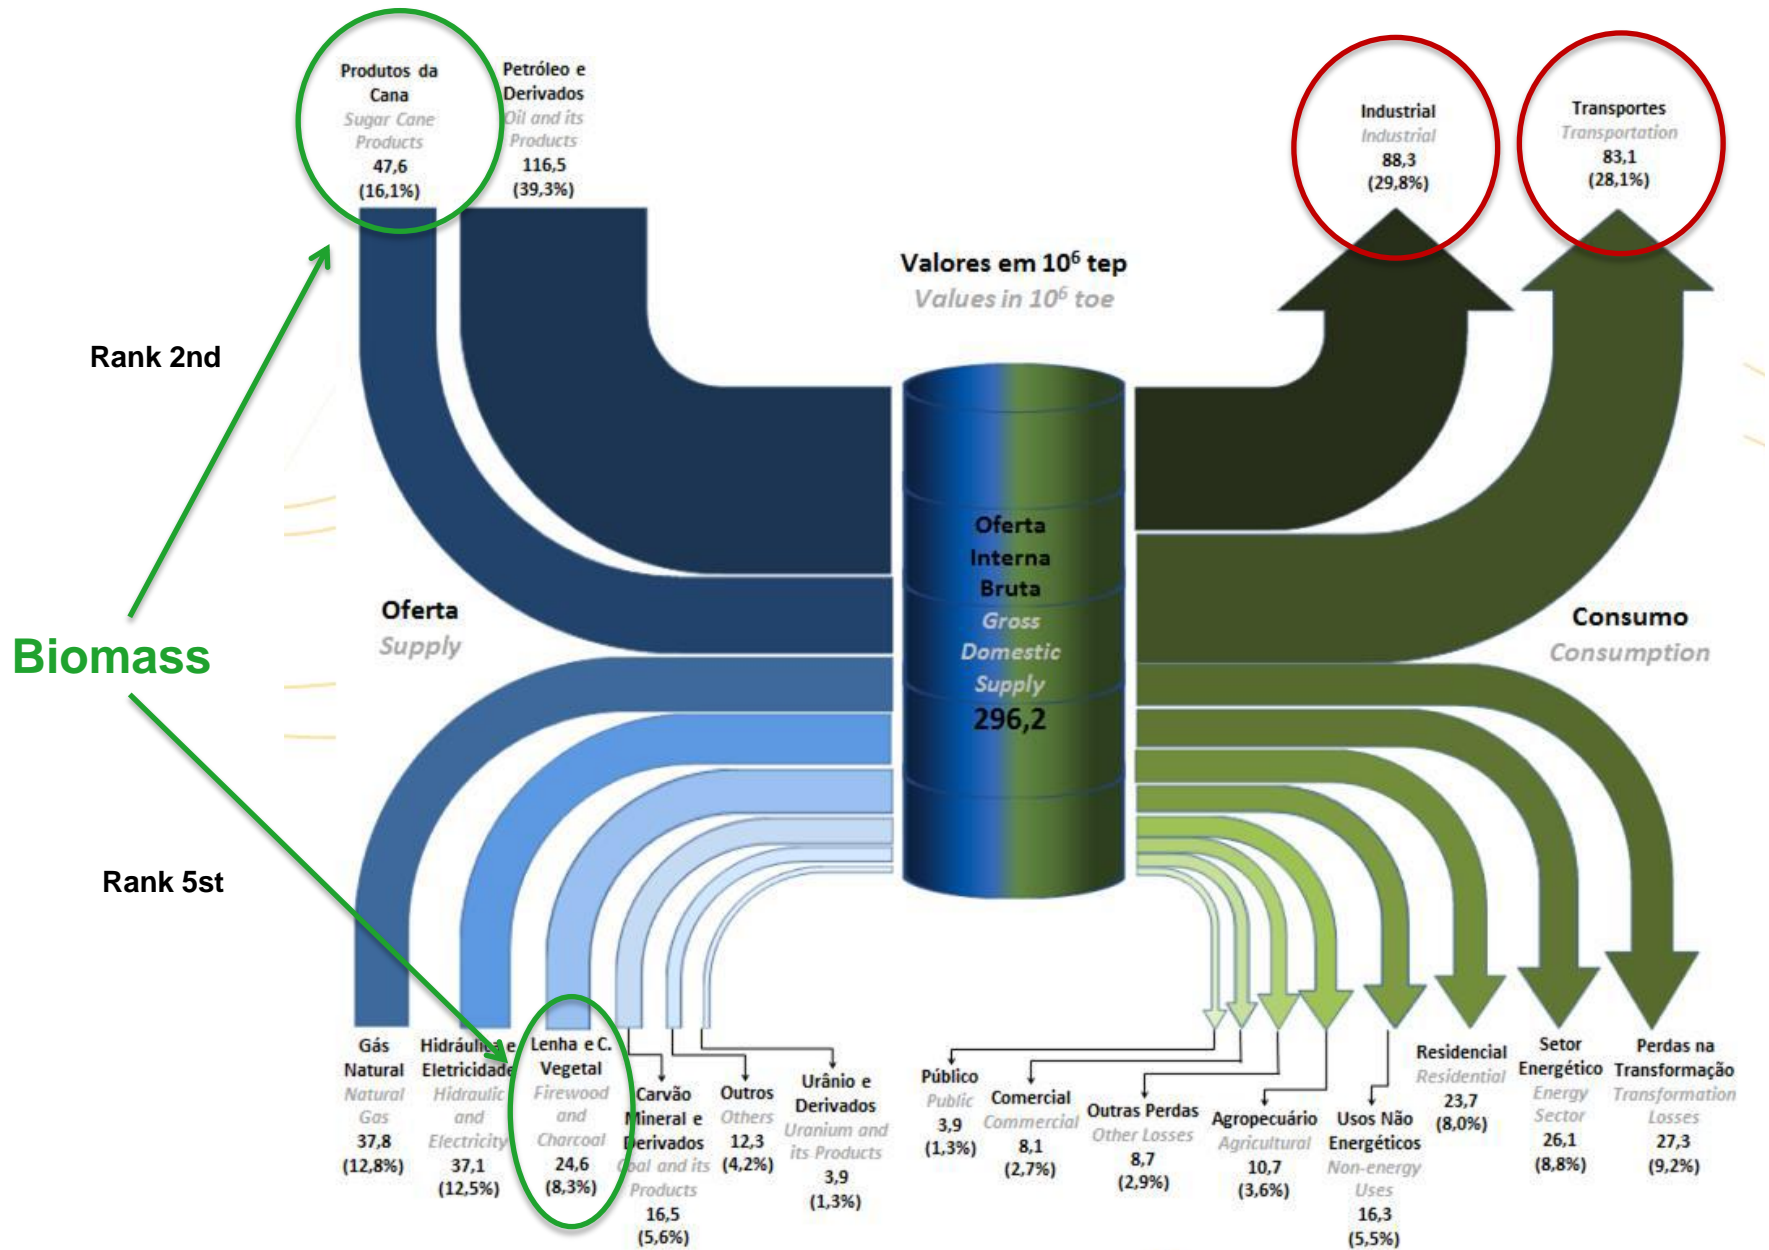 Produtos da
Cana
Sugar Cane
Products
47,6
(16,1%)
Petróleo e
Derivados
Oil and its
Products
116,5
(39,3%)
Industrial
Industrial
88,3
(29,8%)
Transportes
Transportation
83,1
(28,1%)
Valores em 10⁶ tep
Values in 10⁶ toe
Rank 2nd
Oferta
Interna
Bruta
Gross
Domestic
Supply
296,2
Oferta
Supply
Consumo
Consumption
Biomass
Rank 5st
Gás
Natural
Natural
Gas
37,8
(12,8%)
Hidráulica e
Eletricidade
Hidraulic
and
Electricity
37,1
(12,5%)
Lenha e C.
Vegetal
Firewood
and
Charcoal
24,6
(8,3%)
Carvão
Mineral e
Derivados
Coal and its
Products
16,5
(5,6%)
Outros
Others
12,3
(4,2%)
Urânio e
Derivados
Uranium and
its Products
3,9
(1,3%)
Público
Public
3,9
(1,3%)
Comercial
Commercial
8,1
(2,7%)
Outras Perdas
Other Losses
8,7
(2,9%)
Agropecuário
Agricultural
10,7
(3,6%)
Usos Não
Energéticos
Non-energy
Uses
16,3
(5,5%)
Residencial
Residential
23,7
(8,0%)
Setor
Energético
Energy
Sector
26,1
(8,8%)
Perdas na
Transformação
Transformation
Losses
27,3
(9,2%)